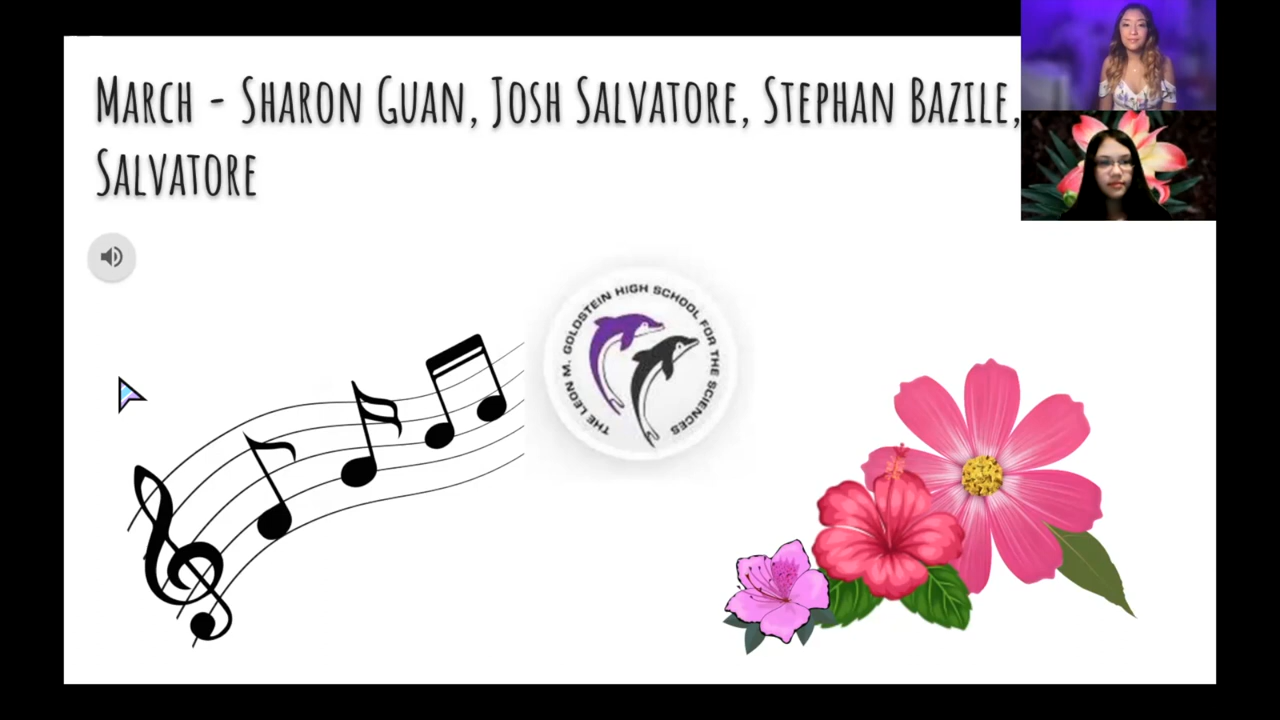 March - Sharon Guan, Josh Salvatore, Stephan Bazile,
Salvatore
THE LEON M. GOLDSTEIN HIGH SCHOOL FOR THE SCIENCES